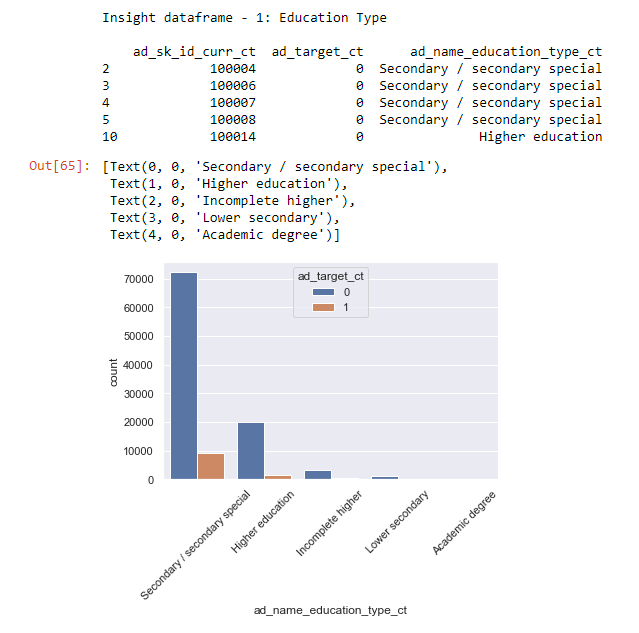 Insight dataframe - 1: Education Type
ad_sk_id_curr_ct ad_target_ct ad_name_education_type_ct
2 100004 0 Secondary / secondary special
3 100006 0 Secondary / secondary special
4 100007 0 Secondary / secondary special
5 100008 0 Secondary / secondary special
10 100014 0 Higher education
Out[65]: [Text(0, 0, 'Secondary / secondary special'),
Text(1, 0, 'Higher education'),
Text(2, 0, 'Incomplete higher'),
Text(3, 0, 'Lower secondary'),
Text(4, 0, 'Academic degree')]
ad_target_ct
0
1
70000
60000
50000
40000
30000
20000
10000
0
count
Secondary / secondary special
Higher education
Incomplete higher
Lower secondary
Academic degree
ad_name_education_type_ct